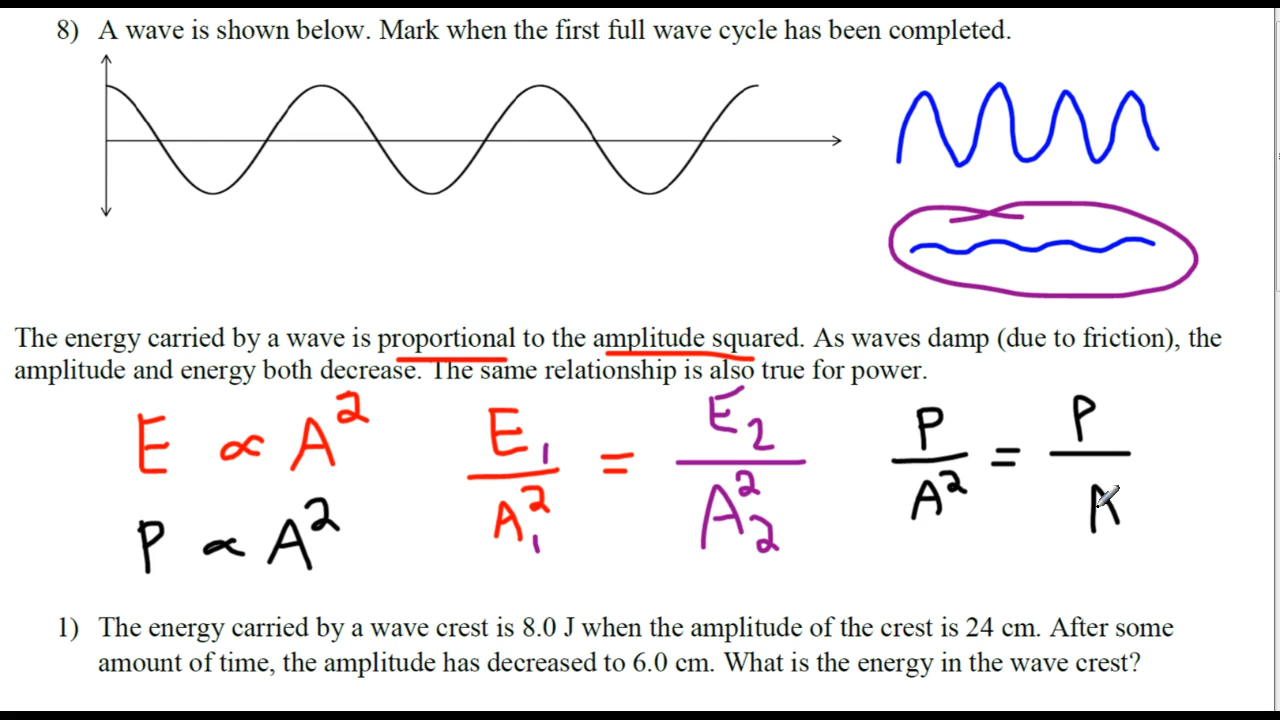 8) A wave is shown below. Mark when the first full wave cycle has been completed.
The energy carried by a wave is proportional to the amplitude squared. As waves damp (due to friction), the
amplitude and energy both decrease. The same relationship is also true for power.
E ∝ A² E₁/A₁² = E₂/A₂² P/A² = P/A
P ∝ A²
1) The energy carried by a wave crest is 8.0 J when the amplitude of the crest is 24 cm. After some
amount of time, the amplitude has decreased to 6.0 cm. What is the energy in the wave crest?